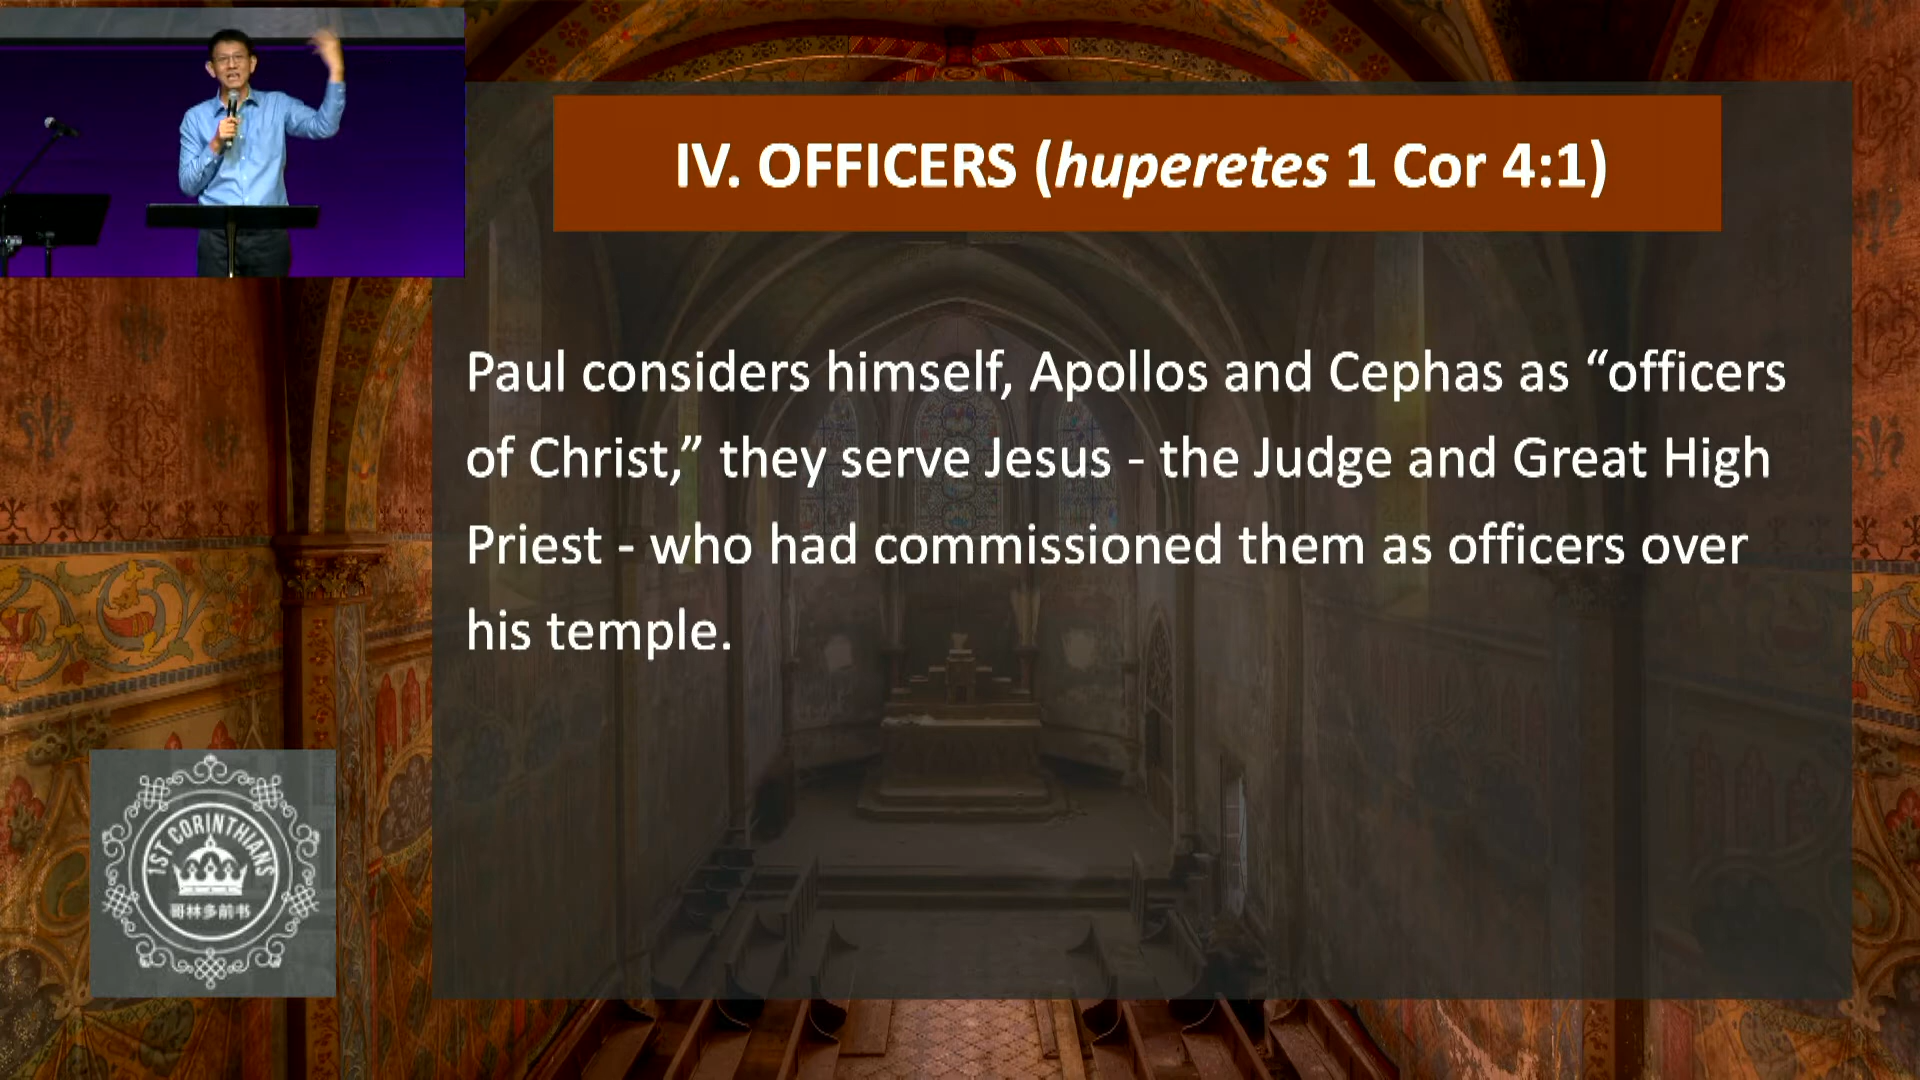 IV. OFFICERS (huperetes 1 Cor 4:1)
Paul considers himself, Apollos and Cephas as “officers
of Christ,” they serve Jesus - the Judge and Great High
Priest - who had commissioned them as officers over
his temple.
1ST CORINTHIANS
哥林多前书